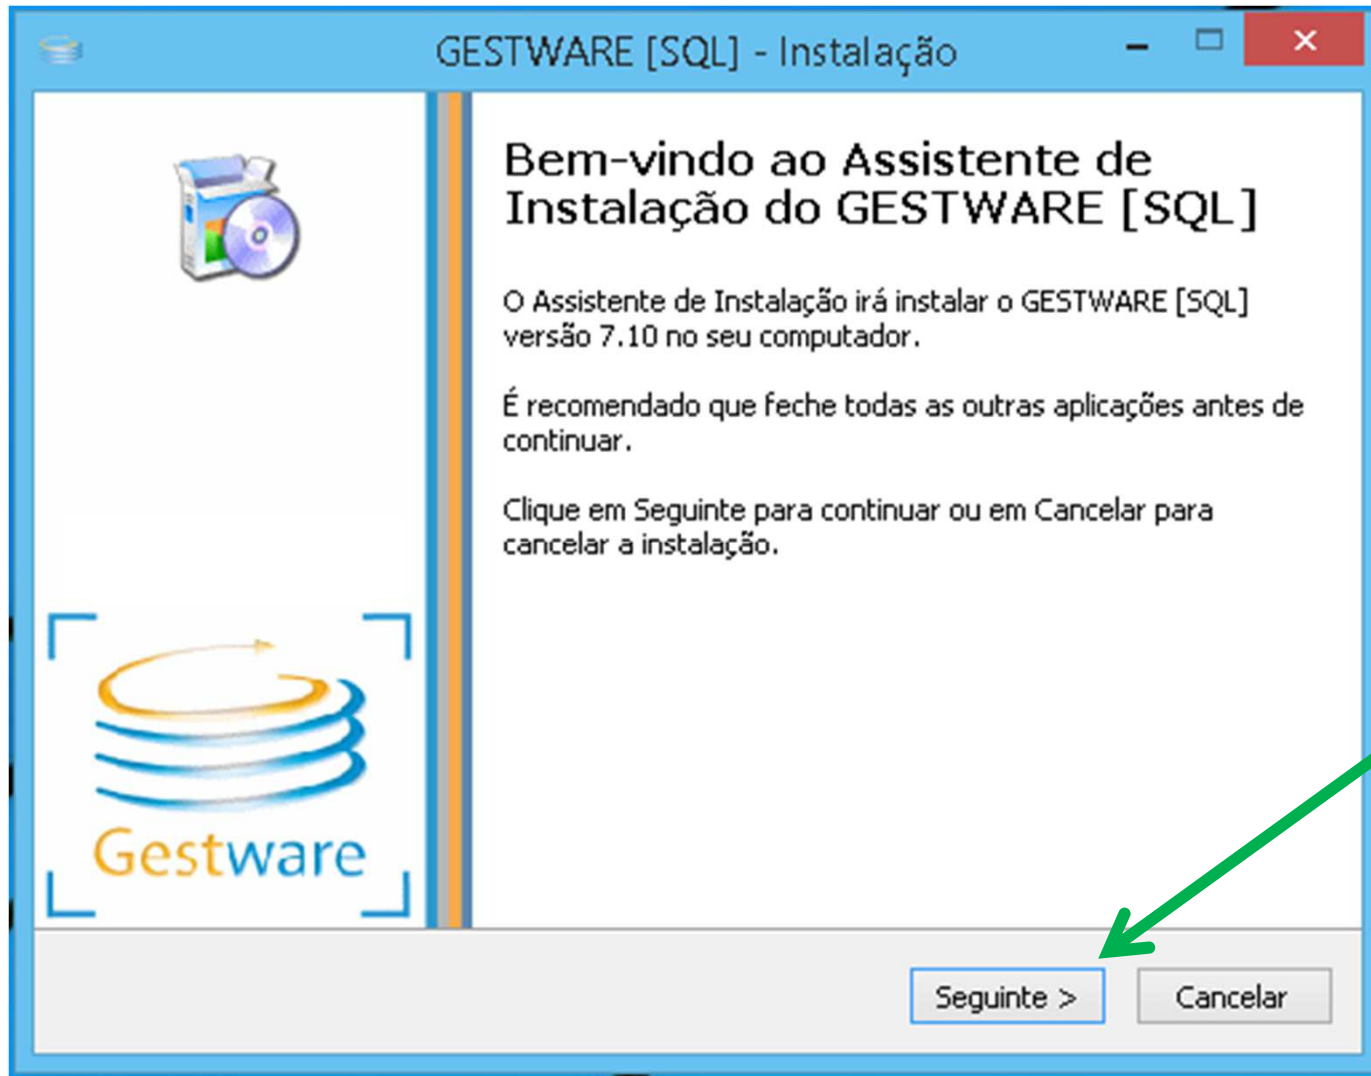 GESTWARE [SQL] - Instalação
Bem-vindo ao Assistente de
Instalação do GESTWARE [SQL]
O Assistente de Instalação irá instalar o GESTWARE [SQL]
versão 7.10 no seu computador.
É recomendado que feche todas as outras aplicações antes de
continuar.
Clique em Seguinte para continuar ou em Cancelar para
cancelar a instalação.
Gestware
Seguinte >
Cancelar